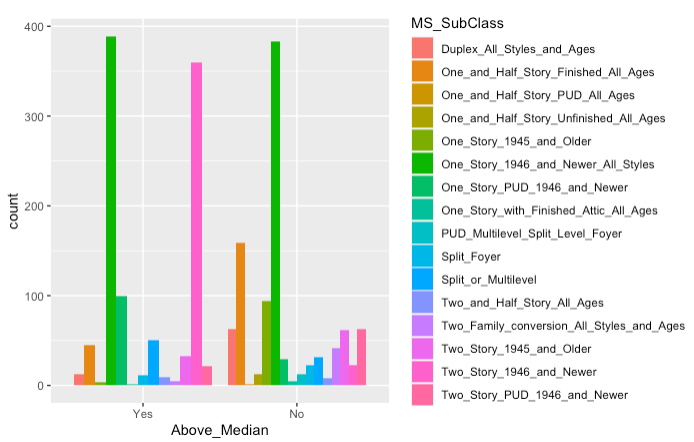 MS_SubClass
Duplex_All_Styles_and_Ages
One_and_Half_Story_Finished_All_Ages
One_and_Half_Story_PUD_All_Ages
One_and_Half_Story_Unfinished_All_Ages
One_Story_1945_and_Older
One_Story_1946_and_Newer_All_Styles
One_Story_PUD_1946_and_Newer
One_Story_with_Finished_Attic_All_Ages
PUD_Multilevel_Split_Level_Foyer
Split_Foyer
Split_or_Multilevel
Two_and_Half_Story_All_Ages
Two_Family_conversion_All_Styles_and_Ages
Two_Story_1945_and_Older
Two_Story_1946_and_Newer
Two_Story_PUD_1946_and_Newer
count
400
300
200
100
0
Yes
No
Above_Median